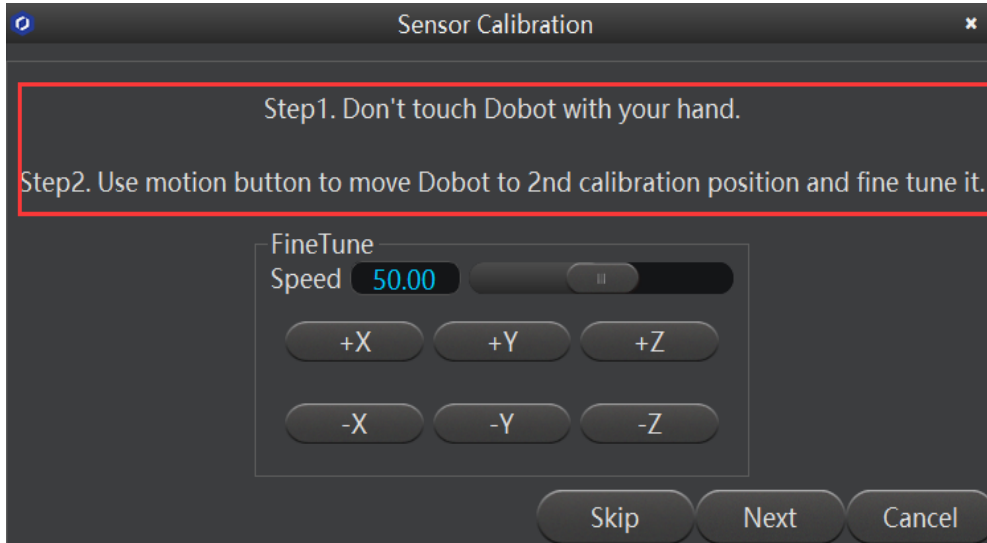 Sensor Calibration
Step1. Don't touch Dobot with your hand.
Step2. Use motion button to move Dobot to 2nd calibration position and fine tune it.
FineTune
Speed 50.00
+X +Y +Z
-X -Y -Z
Skip Next Cancel